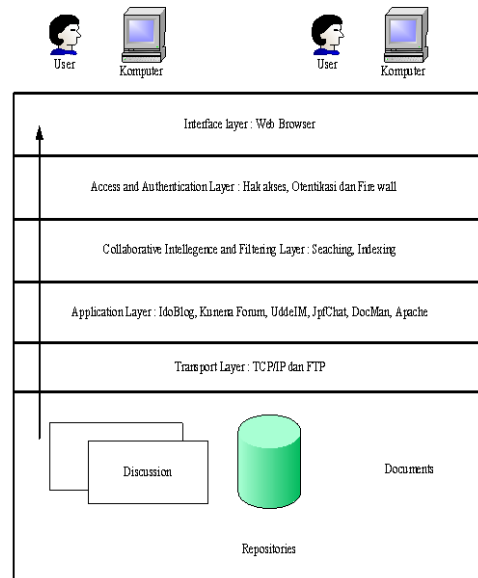 User
Komputer
User
Komputer
Interface layer : Web Browser
Access and Authentication Layer : Hak akses, Otentikasi dan Fire wall
Collaborative Intellegence and Filtering Layer : Seaching, Indexing
Application Layer : IdoBlog, Kunena Forum, UddeIM, JpfChat, DocMan, Apache
Transport Layer : TCP/IP dan FTP
Discussion
Documents
Repositories